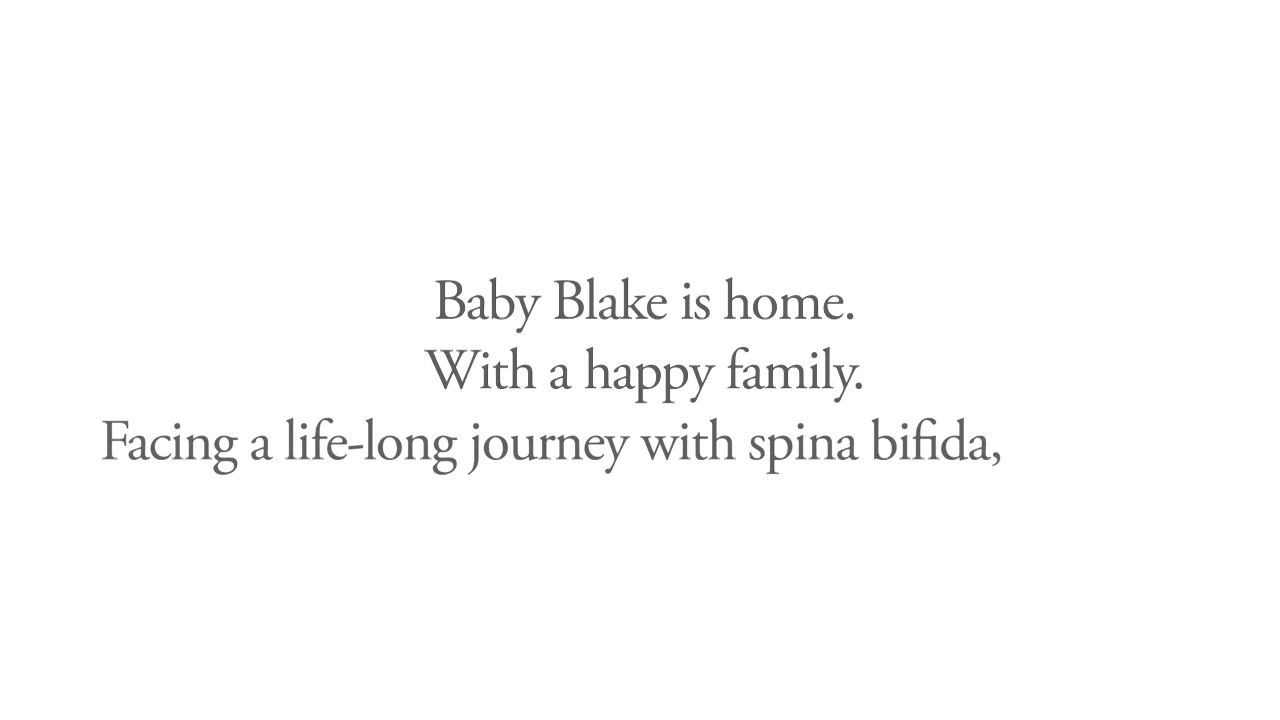 Baby Blake is home.
With a happy family.
Facing a life-long journey with spina bifida,